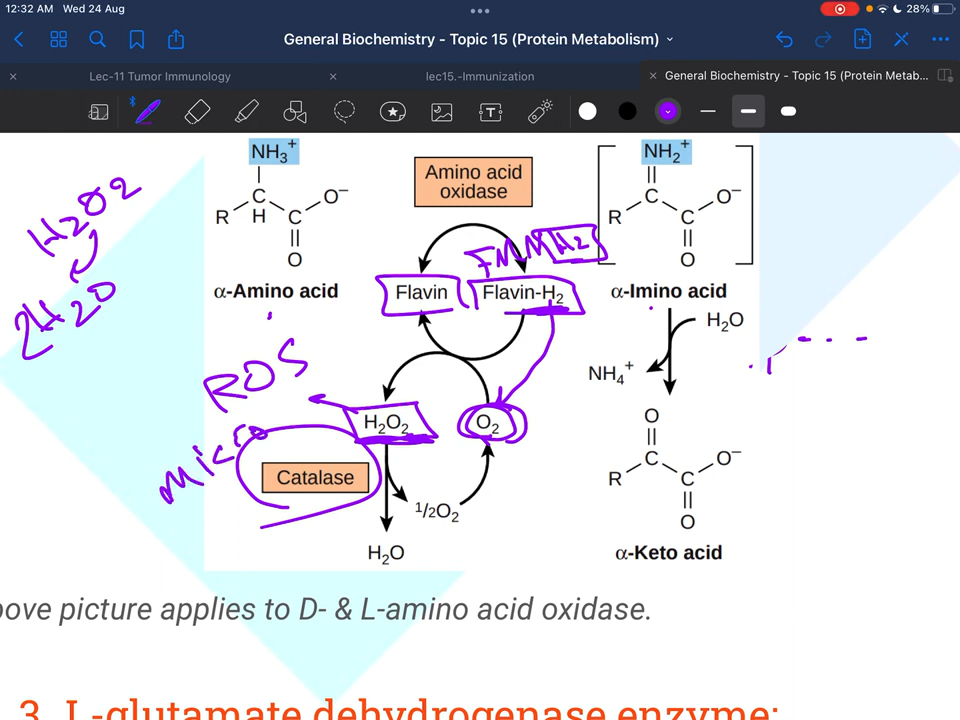 12:32 AM Wed 24 Aug
28%
General Biochemistry - Topic 15 (Protein Metabolism)
Lec-11 Tumor Immunology
lec15.-Immunization
General Biochemistry - Topic 15 (Protein Metab...
NH₃⁺
C
H
R
C
O⁻
O
α-Amino acid
Amino acid
oxidase
NH₂⁺
C
R
C
O⁻
O
α-Imino acid
H2O2
2H2O
FMNH2
Flavin
Flavin-H₂
H₂O
NH₄⁺
ROS
H₂O₂
O₂
micro
Catalase
1/2O₂
H₂O
O
C
R
C
O⁻
O
α-Keto acid
bove picture applies to D- & L-amino acid oxidase.
3. L-glutamate dehydrogenase enzyme: